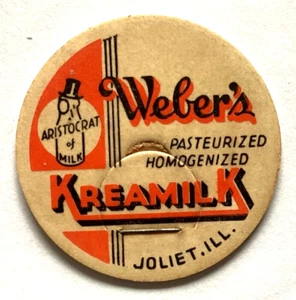 Weber's
ARISTOCRAT
of
MILK
PASTEURIZED
HOMOGENIZED
KREAMILK
JOLIET, ILL.